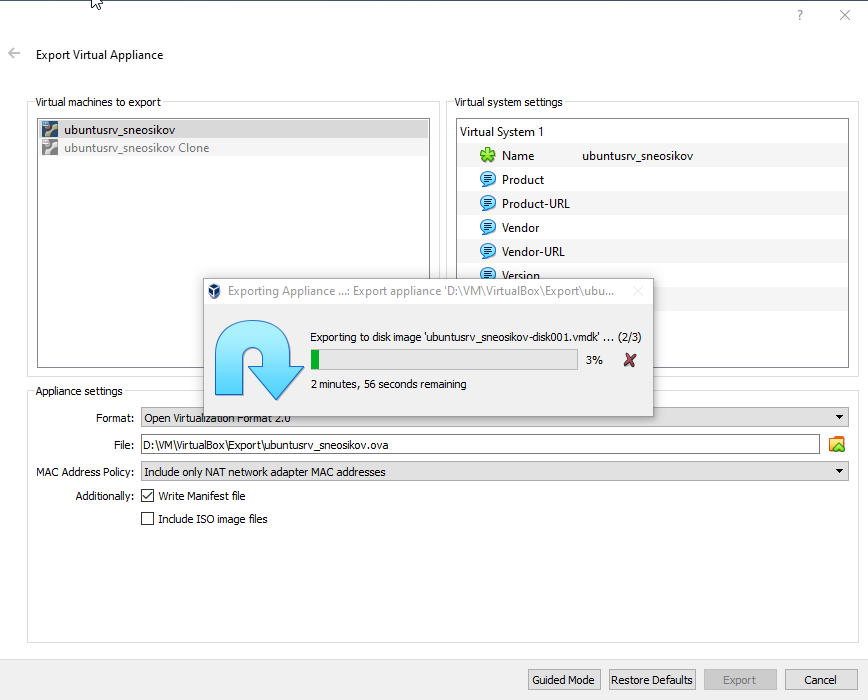 ?
Export Virtual Appliance
Virtual machines to export
ubuntusrv_sneosikov
ubuntusrv_sneosikov Clone
Virtual system settings
Virtual System 1
Name ubuntusrv_sneosikov
Product
Product-URL
Vendor
Vendor-URL
Version
Exporting Appliance ...: Export appliance 'D:\VM\VirtualBox\Export\ubu...
Exporting to disk image 'ubuntusrv_sneosikov-disk001.vmdk' ... (2/3)
3%
2 minutes, 56 seconds remaining
Appliance settings
Format: Open Virtualization Format 2.0
File: D:\VM\VirtualBox\Export\ubuntusrv_sneosikov.ova
MAC Address Policy: Include only NAT network adapter MAC addresses
Additionally: Write Manifest file
Include ISO image files
Guided Mode Restore Defaults Export Cancel